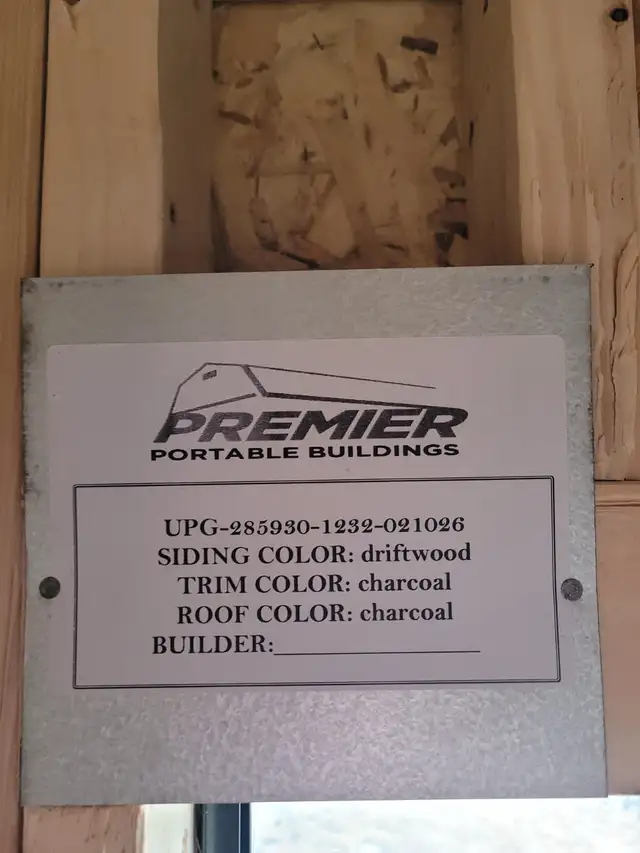 PREMIER
PORTABLE BUILDINGS
UPG-285930-1232-021026
SIDING COLOR: driftwood
TRIM COLOR: charcoal
ROOF COLOR: charcoal
BUILDER: